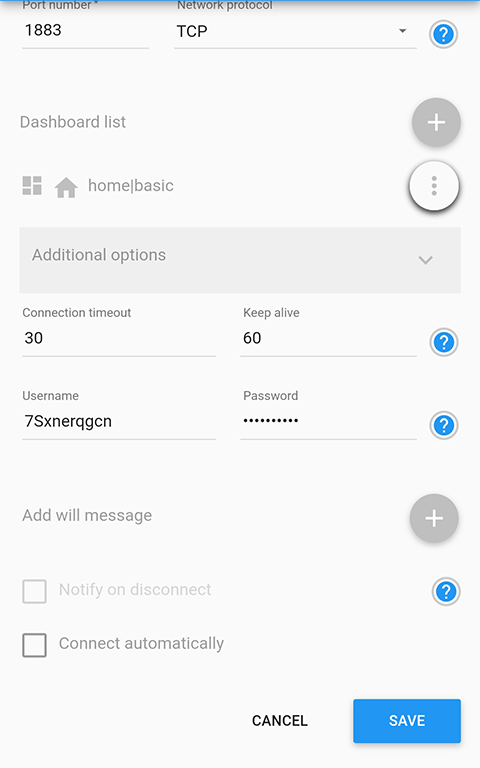 Port number * Network protocol
1883 TCP
Dashboard list
home|basic
Additional options
Connection timeout Keep alive
30 60
Username Password
7Sxnerqgcn ••••••••••
Add will message
Notify on disconnect
Connect automatically
CANCEL SAVE